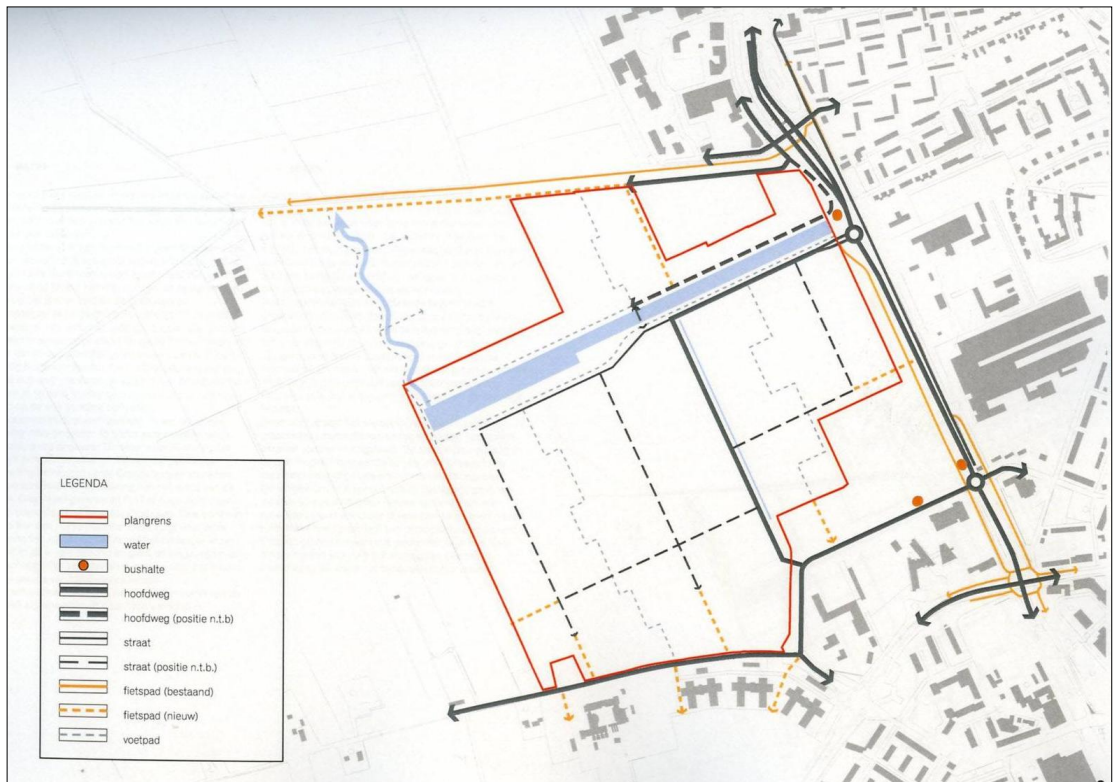 LEGENDA
plangrens
water
bushalte
hoofdweg
hoofdweg (positie n.t.b)
straat
straat (positie n.t.b.)
fietspad (bestaand)
fietspad (nieuw)
voetpad